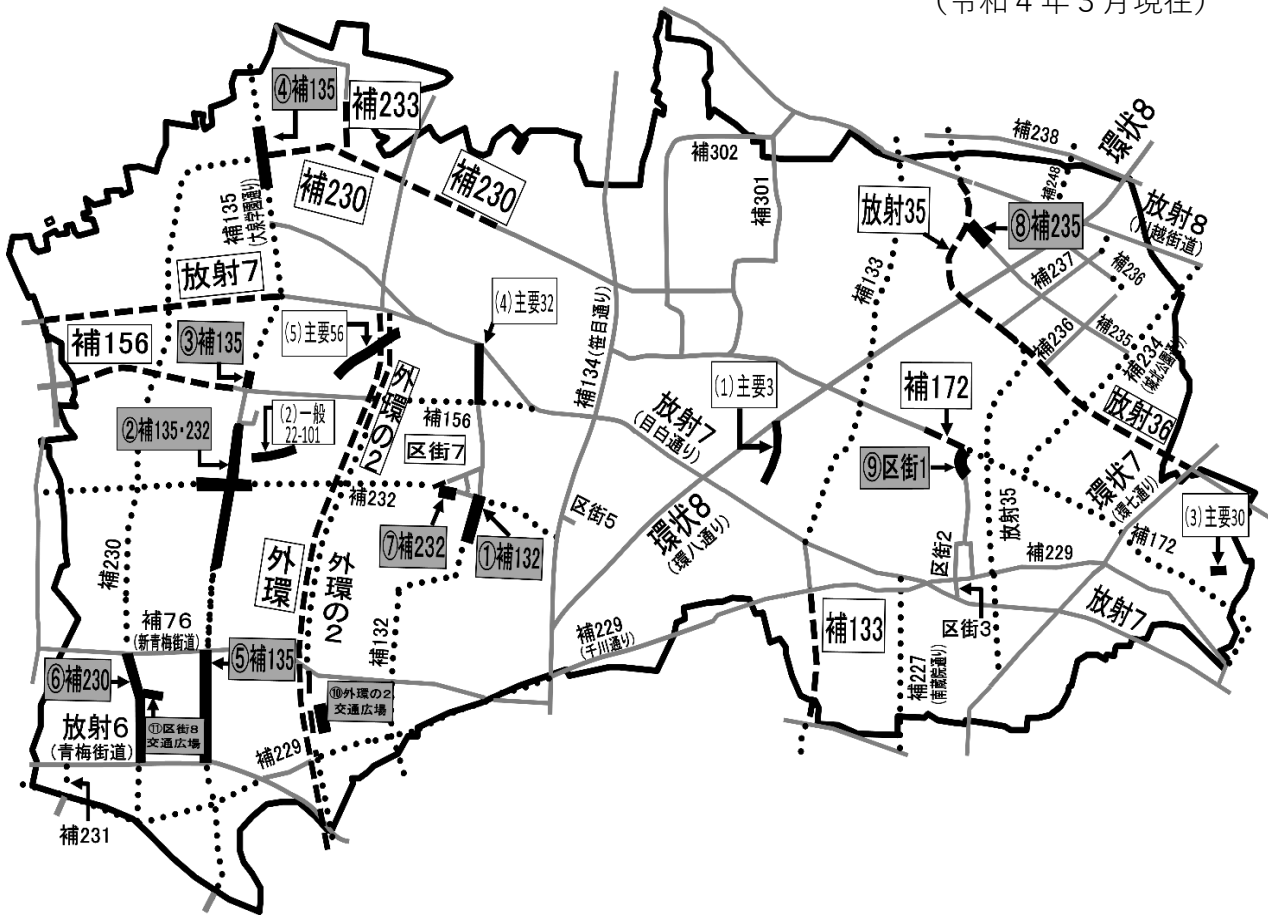 （令和４年３月現在）
④補135
補233
補302
補301
補238
環状8
補248
放射8
(川越街道)
補230
補230
補135
(大泉学園通り)
放射35
⑧補235
補133
補237
補236
放射7
(5)主要56
(4)主要32
補134(笹目通り)
補236
補235
補234
(城北公園通り)
補156
③補135
外環の2
(1)主要3
補172
放射36
②補135・232
(2)一般
22-101
補156
区街7
放射7
(目白通り)
⑨区街1
環状7
(環七通り)
(3)主要30
補232
区街5
環状8
(環八通り)
放射35
補230
外環
外環の2
⑦補232
①補132
区街2
補229
補172
補76
(新青梅街道)
補132
補229
(千川通り)
補133
区街3
放射7
⑥補230
⑤補135
補227
(南蔵院通り)
放射6
(青梅街道)
⑪区街8
交通広場
⑩外環の2
交通広場
補229
補231